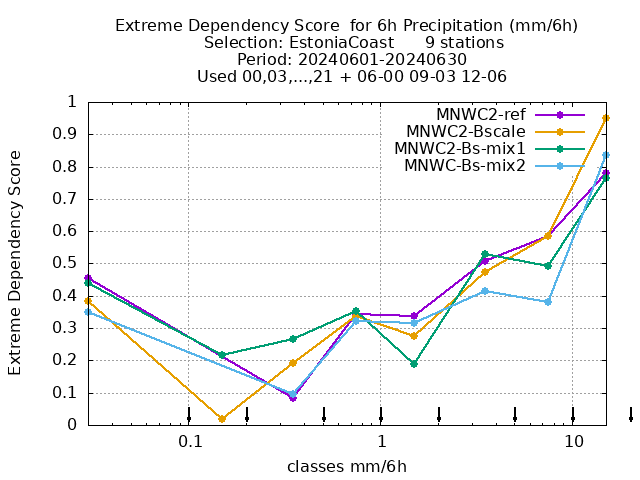 Extreme Dependency Score  for 6h Precipitation (mm/6h)
Selection: EstoniaCoast      9 stations
Period: 20240601-20240630
Used 00,03,...,21 + 06-00 09-03 12-06
MNWC2-ref
MNWC2-Bscale
MNWC2-Bs-mix1
MNWC-Bs-mix2
1
0.9
0.8
0.7
0.6
0.5
0.4
0.3
0.2
0.1
0
Extreme Dependency Score
0.1 1 10
classes mm/6h